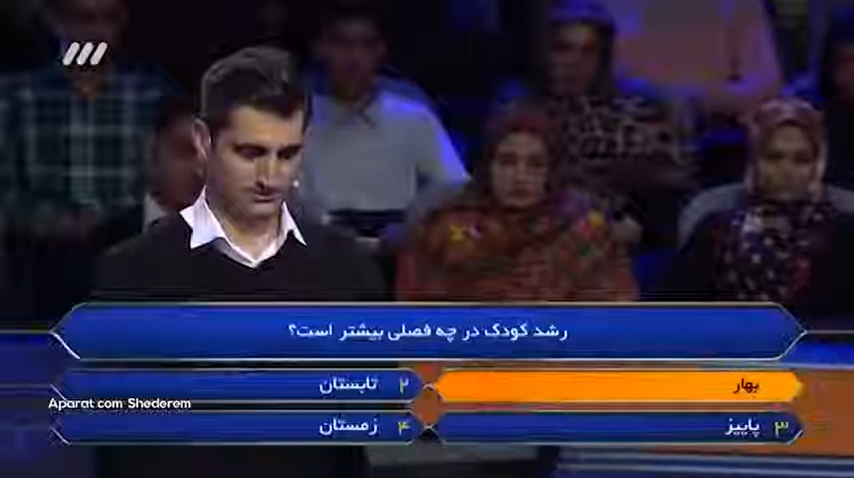 رشد کودک در چه فصلی بیشتر است؟
بهار
۲ تابستان
۳ پاییز
۴ زمستان
Aparat com Shederem